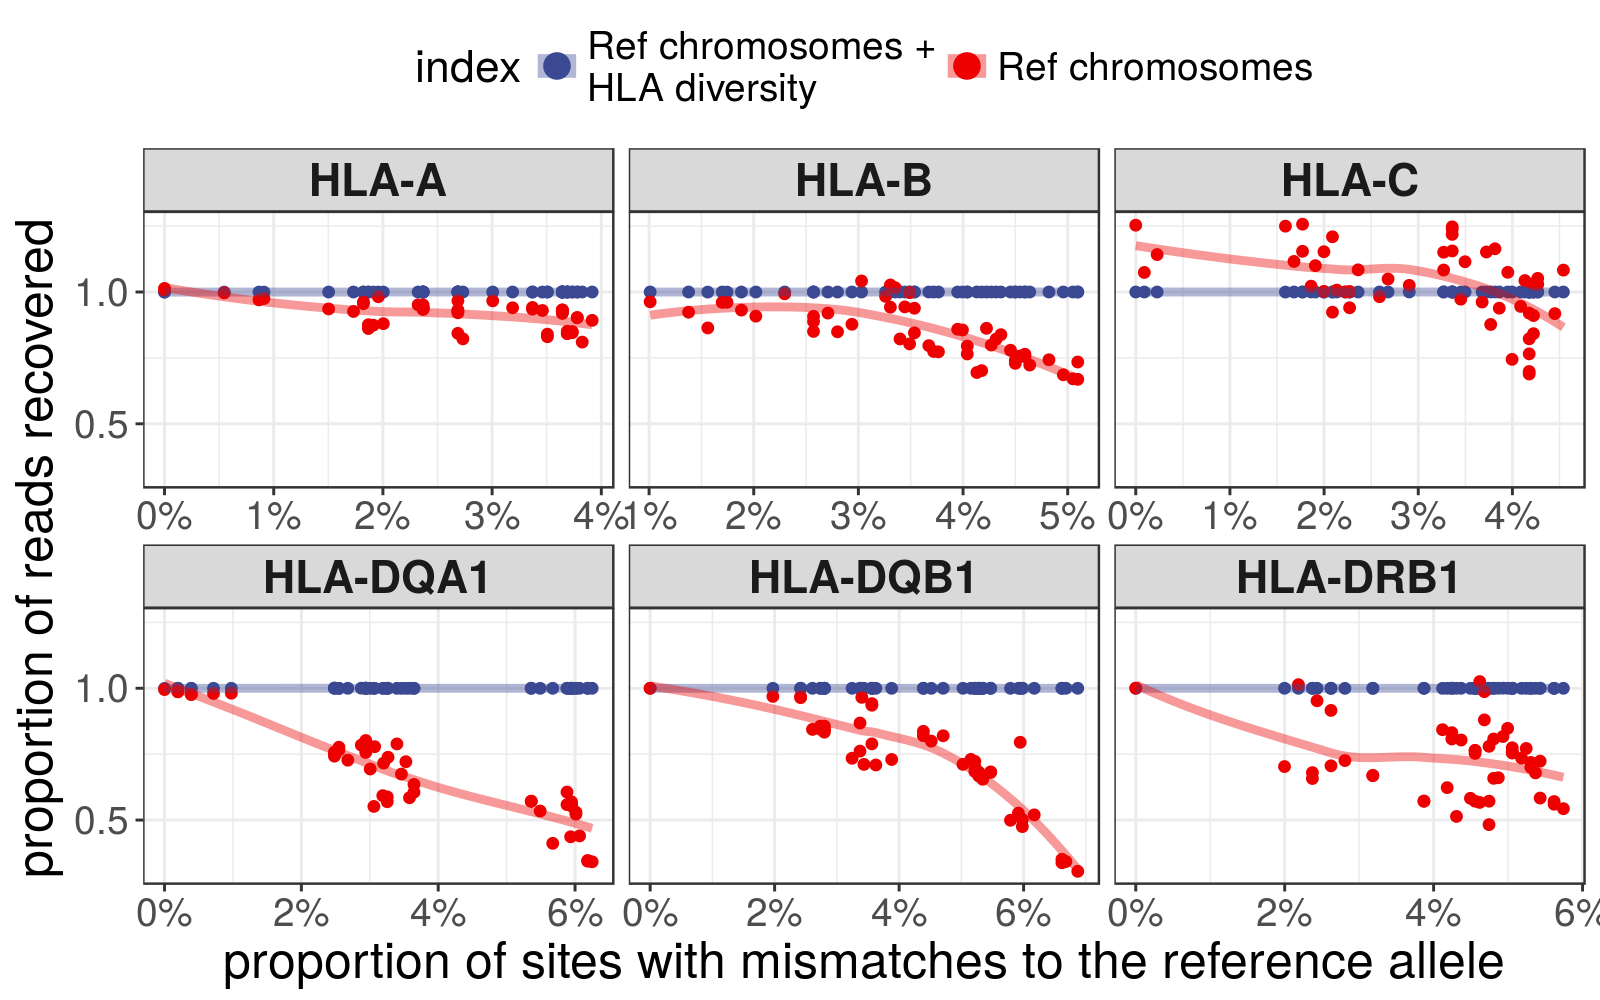 index
Ref chromosomes +
HLA diversity
Ref chromosomes
HLA-A
HLA-B
HLA-C
proportion of reads recovered
1.0
0.5
0% 1% 2% 3% 4%
1% 2% 3% 4% 5%
0% 1% 2% 3% 4%
HLA-DQA1
HLA-DQB1
HLA-DRB1
1.0
0.5
0% 2% 4% 6%
0% 2% 4% 6%
0% 2% 4% 6%
proportion of sites with mismatches to the reference allele